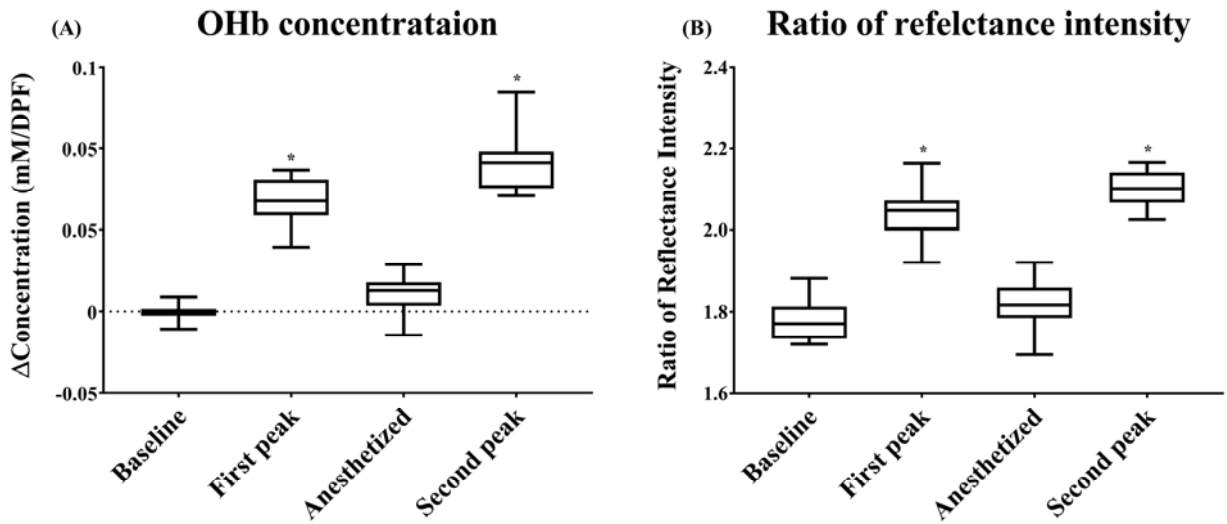 (A) OHb concentrataion
ΔConcentration (mM/DPF)
0.1
0.05
0.05
0
-0.05
*
*
Baseline
First peak
Anesthetized
Second peak
(B) Ratio of refelctance intensity
Ratio of Reflectance Intensity
2.4
2.2
2.0
1.8
1.6
*
*
Baseline
First peak
Anesthetized
Second peak